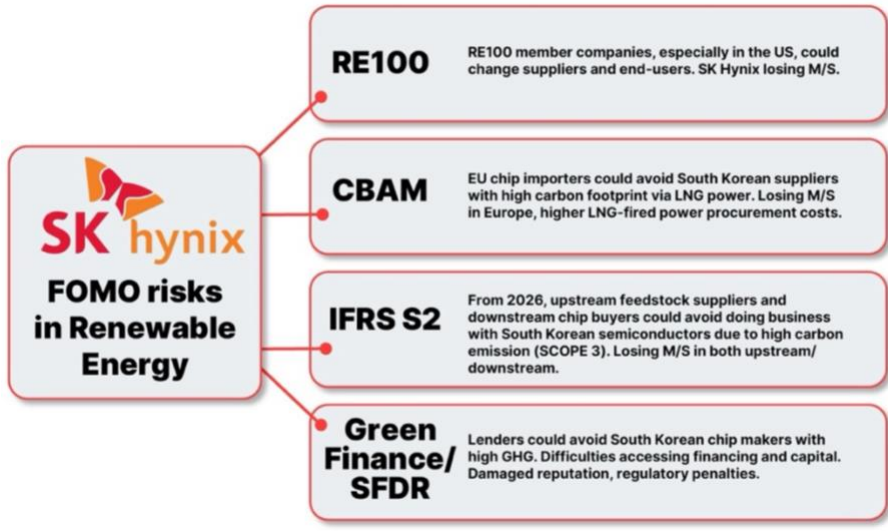 SK hynix
FOMO risks
in Renewable
Energy
RE100
RE100 member companies, especially in the US, could
change suppliers and end-users. SK Hynix losing M/S.
CBAM
EU chip importers could avoid South Korean suppliers
with high carbon footprint via LNG power. Losing M/S
in Europe, higher LNG-fired power procurement costs.
IFRS S2
From 2026, upstream feedstock suppliers and
downstream chip buyers could avoid doing business
with South Korean semiconductors due to high carbon
emission (SCOPE 3). Losing M/S in both upstream/
downstream.
Green
Finance/
SFDR
Lenders could avoid South Korean chip makers with
high GHG. Difficulties accessing financing and capital.
Damaged reputation, regulatory penalties.